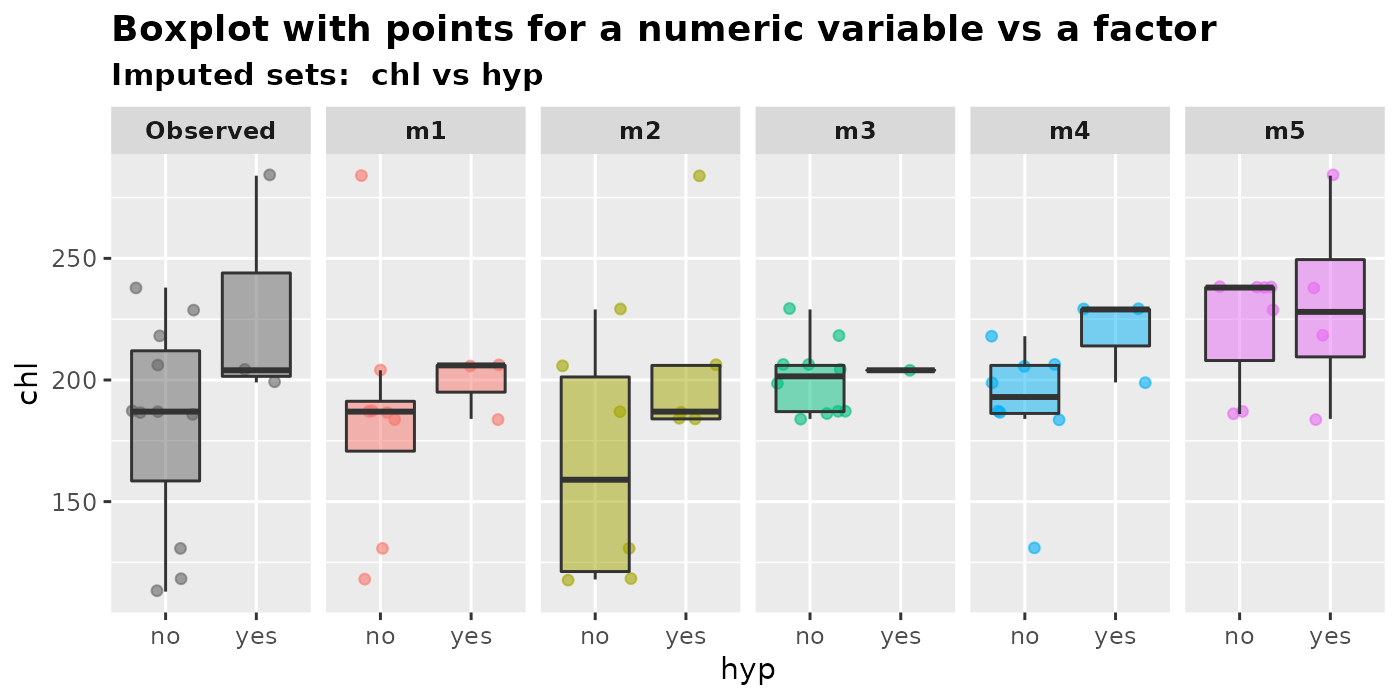 Boxplot with points for a numeric variable vs a factor
Imputed sets:  chl vs hyp
Observed m1 m2 m3 m4 m5
250
200
150
chl
no yes no yes no yes no yes no yes no yes
hyp